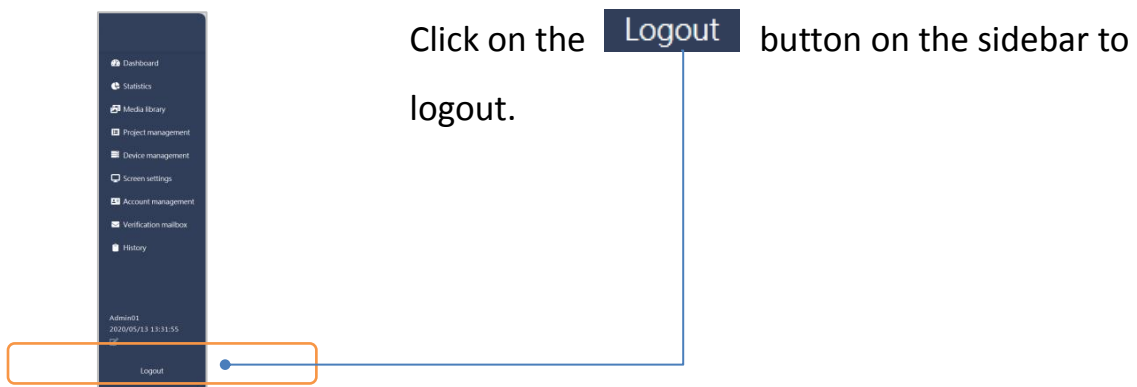 Dashboard
Statistics
Media library
Project management
Device management
Screen settings
Account management
Verification mailbox
History
Admin01
2020/05/13 13:31:55
Logout
Click on the Logout button on the sidebar to
logout.